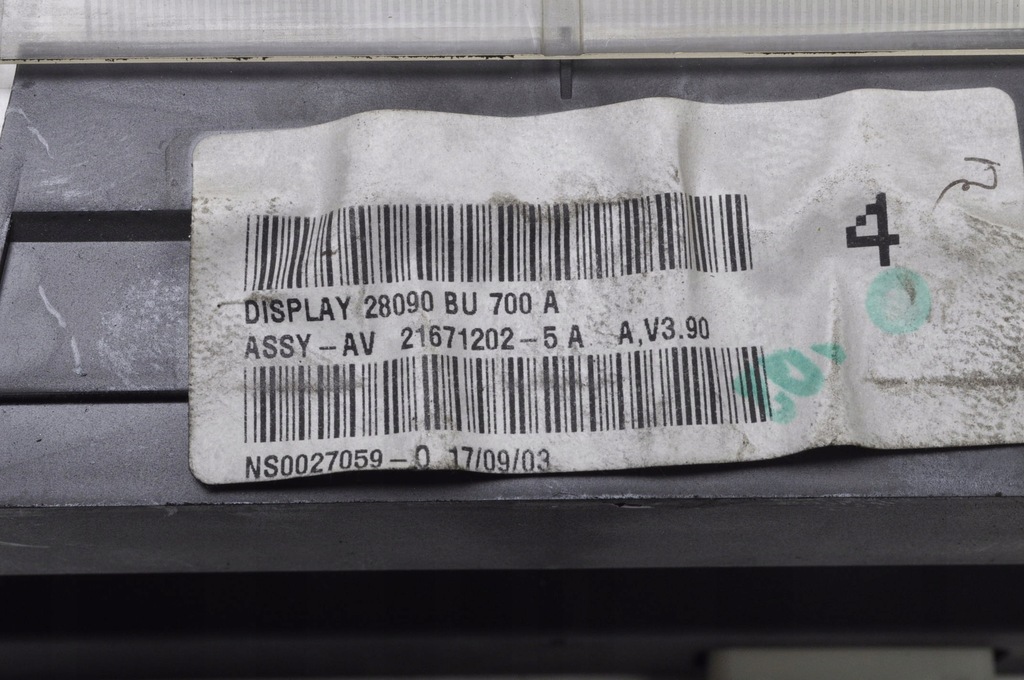 DISPLAY 28090 BU 700 A
ASSY-AV 21671202-5 A A,V3.90
NS0027059-0 17/09/03
4